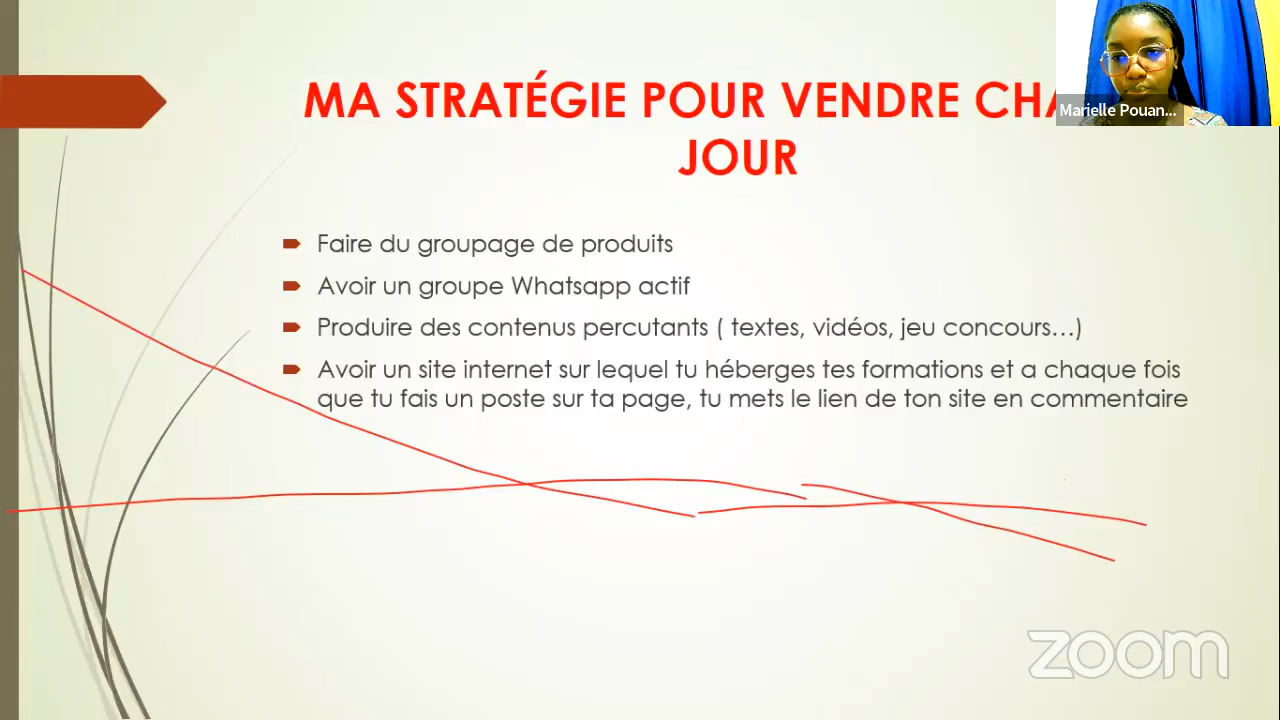 MA STRATÉGIE POUR VENDRE CHA
JOUR
Marielle Pouan...
Faire du groupage de produits
Avoir un groupe Whatsapp actif
Produire des contenus percutants ( textes, vidéos, jeu concours…)
Avoir un site internet sur lequel tu héberges tes formations et a chaque fois
que tu fais un poste sur ta page, tu mets le lien de ton site en commentaire
zoom